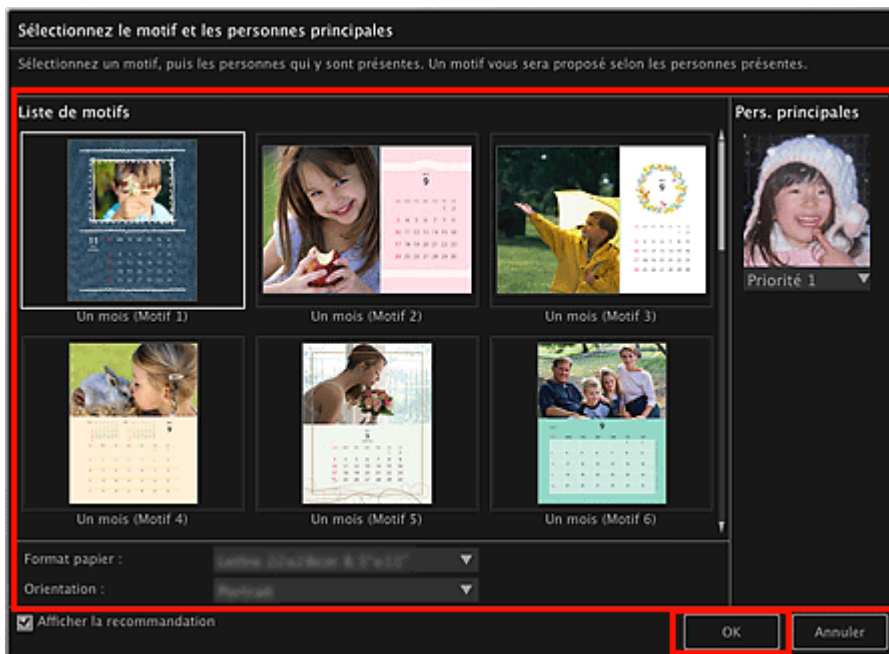 Sélectionnez le motif et les personnes principales
Sélectionnez un motif, puis les personnes qui y sont présentes. Un motif vous sera proposé selon les personnes présentes.
Liste de motifs
Pers. principales
Priorité 1
Un mois (Motif 1)
Un mois (Motif 2)
Un mois (Motif 3)
Un mois (Motif 4)
Un mois (Motif 5)
Un mois (Motif 6)
Format papier :
Orientation :
Afficher la recommandation
OK
Annuler